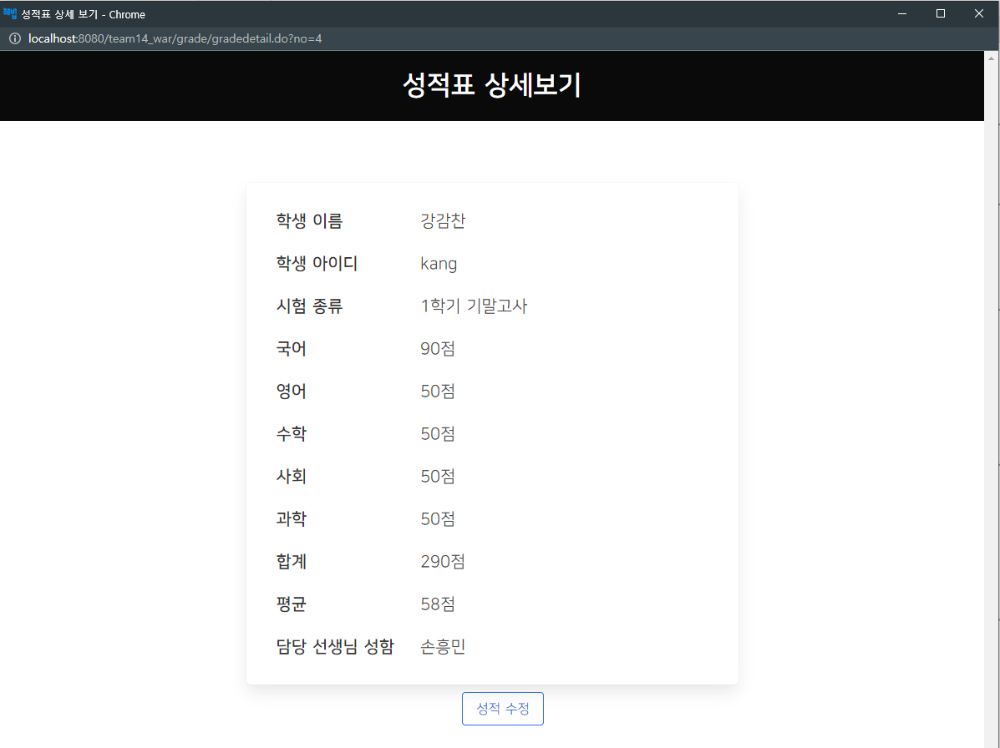 해법 성적표 상세 보기 - Chrome
localhost:8080/team14_war/grade/gradedetail.do?no=4
성적표 상세보기
학생 이름 강감찬
학생 아이디 kang
시험 종류 1학기 기말고사
국어 90점
영어 50점
수학 50점
사회 50점
과학 50점
합계 290점
평균 58점
담당 선생님 성함 손흥민
성적 수정